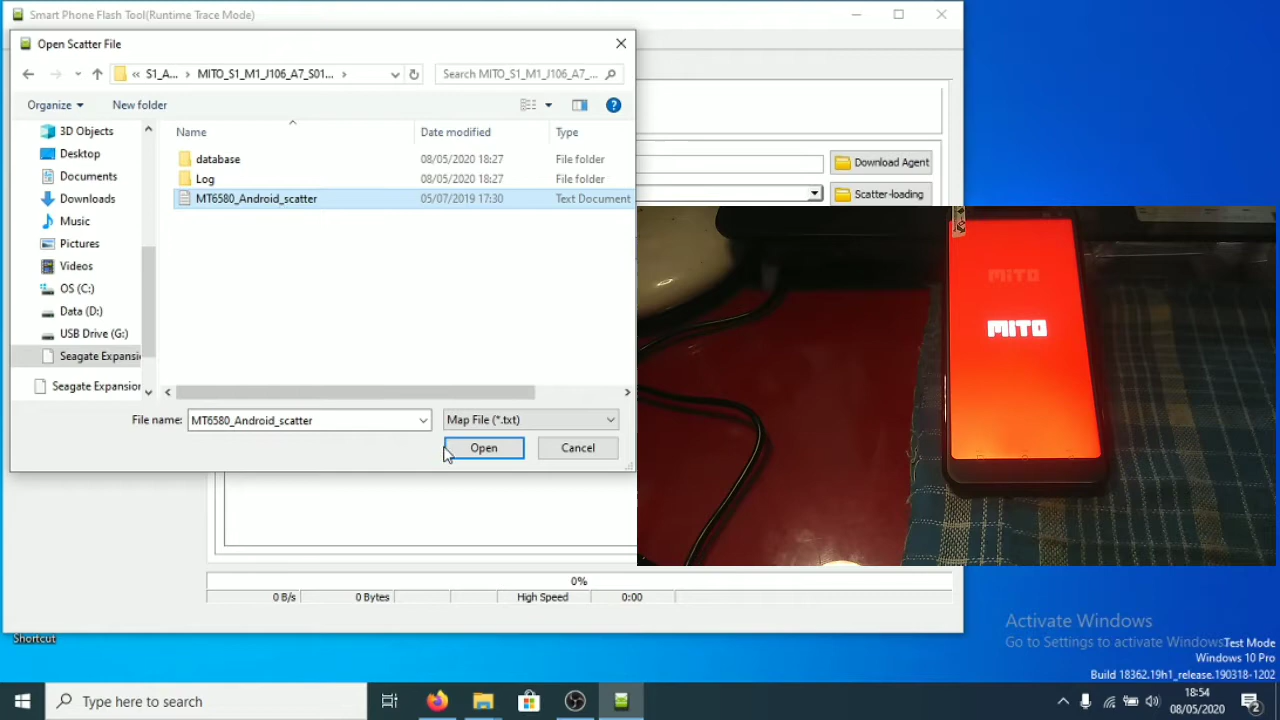 Smart Phone Flash Tool(Runtime Trace Mode)
Open Scatter File
« S1_A... > MITO_S1_M1_J106_A7_S01... >
Search MITO_S1_M1_J106_A7_...
Organize
New folder
3D Objects
Desktop
Documents
Downloads
Music
Pictures
Videos
OS (C:)
Data (D:)
USB Drive (G:)
Seagate Expansi
Seagate Expansion
Name Date modified Type
database 08/05/2020 18:27 File folder
Log 08/05/2020 18:27 File folder
MT6580_Android_scatter 05/07/2019 17:30 Text Document
File name: MT6580_Android_scatter Map File (*.txt)
Open Cancel
Download Agent
Scatter-loading
MITO
MITO
0%
0 B/s 0 Bytes High Speed 0:00
Shortcut
Activate Windows
Go to Settings to activate Windows.
Test Mode
Windows 10 Pro
Build 18362.19h1_release.190318-1202
Type here to search
18:54
08/05/2020
2